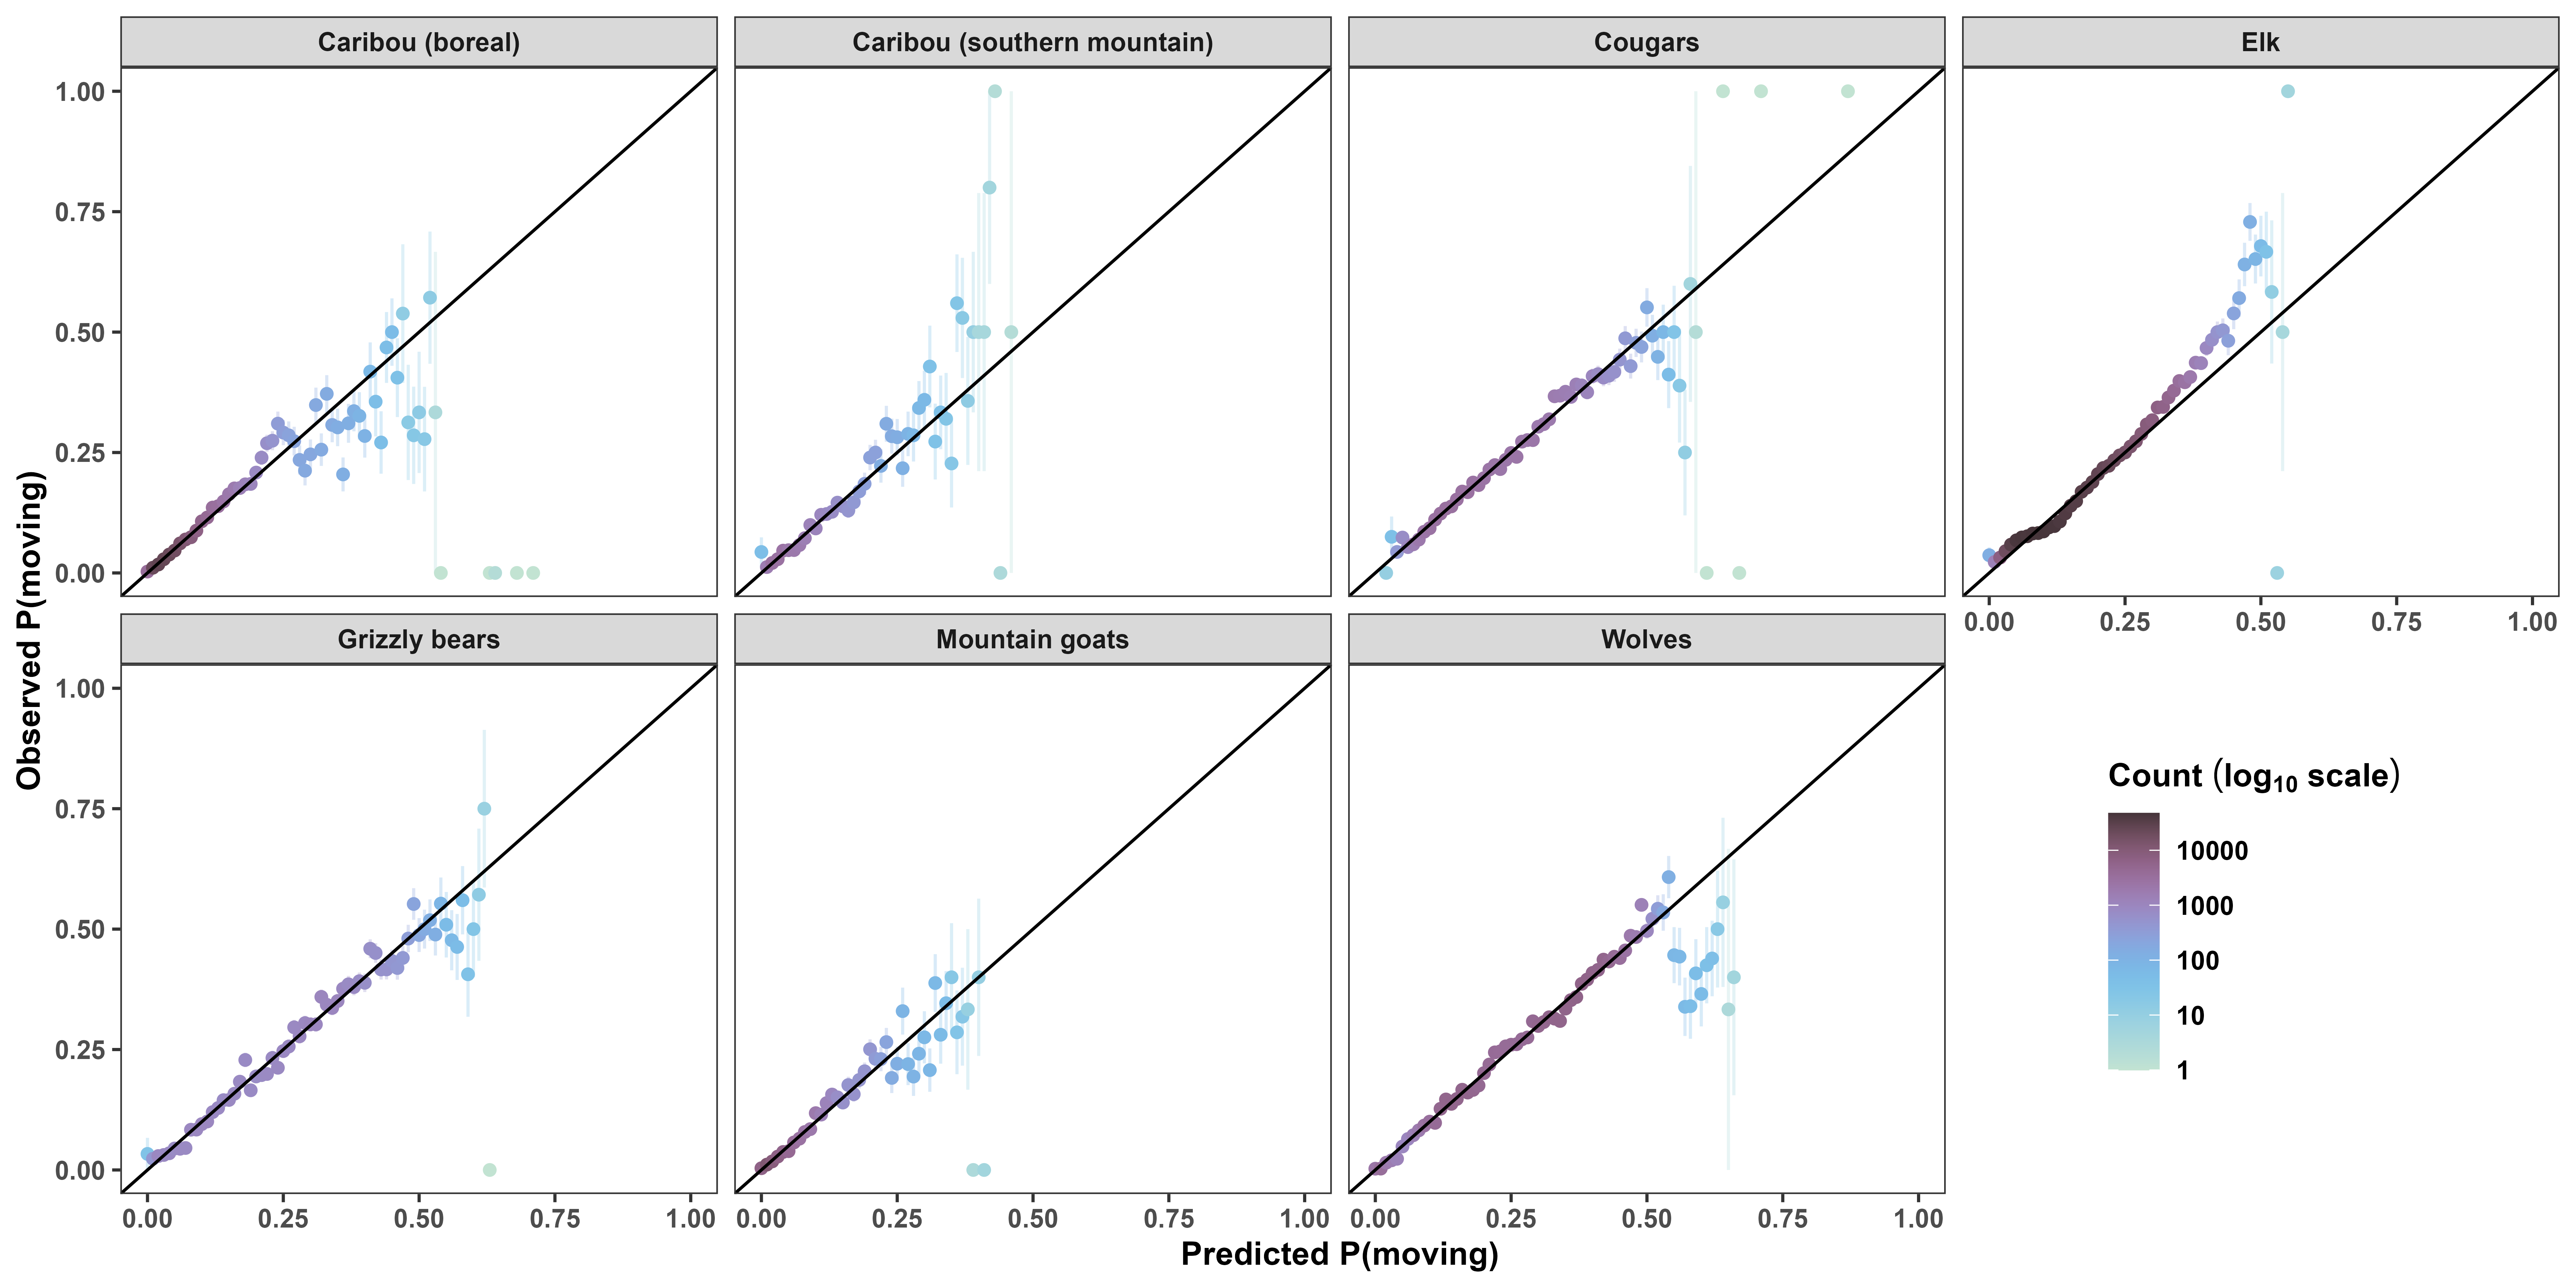 Caribou (boreal)
Caribou (southern mountain)
Cougars
Elk
1.00
0.75
0.50
0.25
0.00
0.00 0.25 0.50 0.75 1.00
Observed P(moving)
Grizzly bears
Mountain goats
Wolves
1.00
0.75
0.50
0.25
0.00
0.00 0.25 0.50 0.75 1.00
0.00 0.25 0.50 0.75 1.00
0.00 0.25 0.50 0.75 1.00
Predicted P(moving)
Count (log₁₀ scale)
10000
1000
100
10
1